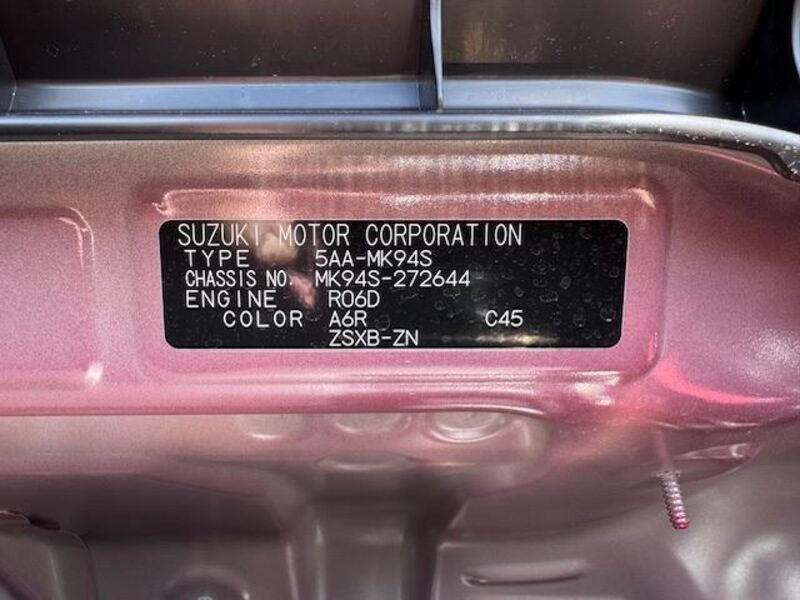 SUZUKI MOTOR CORPORATION
TYPE 5AA-MK94S
CHASSIS NO. MK94S-272644
ENGINE R06D
COLOR A6R C45
ZSXB-ZN